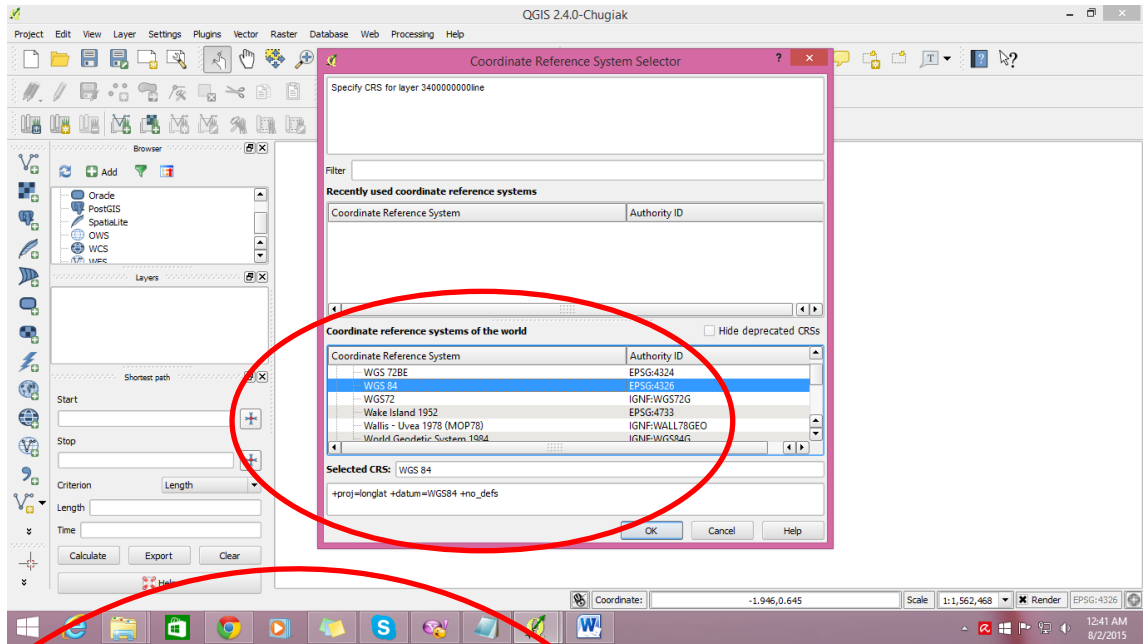 QGIS 2.4.0-Chugiak
Project Edit View Layer Settings Plugins Vector Raster Database Web Processing Help
Coordinate Reference System Selector
Specify CRS for layer 3400000000line
Filter
Recently used coordinate reference systems
Coordinate Reference System Authority ID
Coordinate reference systems of the world Hide deprecated CRSs
Coordinate Reference System Authority ID
WGS 72BE EPSG:4324
WGS 84 EPSG:4326
WGS72 IGNF:WGS72G
Wake Island 1952 EPSG:4733
Wallis - Uvea 1978 (MOP78) IGNF:WALL78GEO
World Geodetic System 1984 IGNF:WGS84G
Selected CRS: WGS 84
+proj=longlat +datum=WGS84 +no_defs
OK Cancel Help
Browser
Add
Oracle
PostGIS
SpatiaLite
OWS
WCS
WFS
Layers
Shortest path
Start
Stop
Criterion Length
Length
Time
Calculate Export Clear
Help
Coordinate: -1.946,0.645 Scale 1:1,562,468 Render EPSG:4326
12:41 AM
8/2/2015